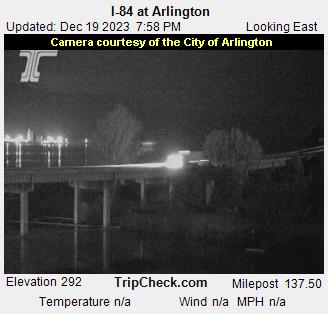 I-84 at Arlington
Updated: Dec 19 2023 7:58 PM Looking East
Camera courtesy of the City of Arlington
Elevation 292 TripCheck.com Milepost 137.50
Temperature n/a Wind n/a MPH n/a